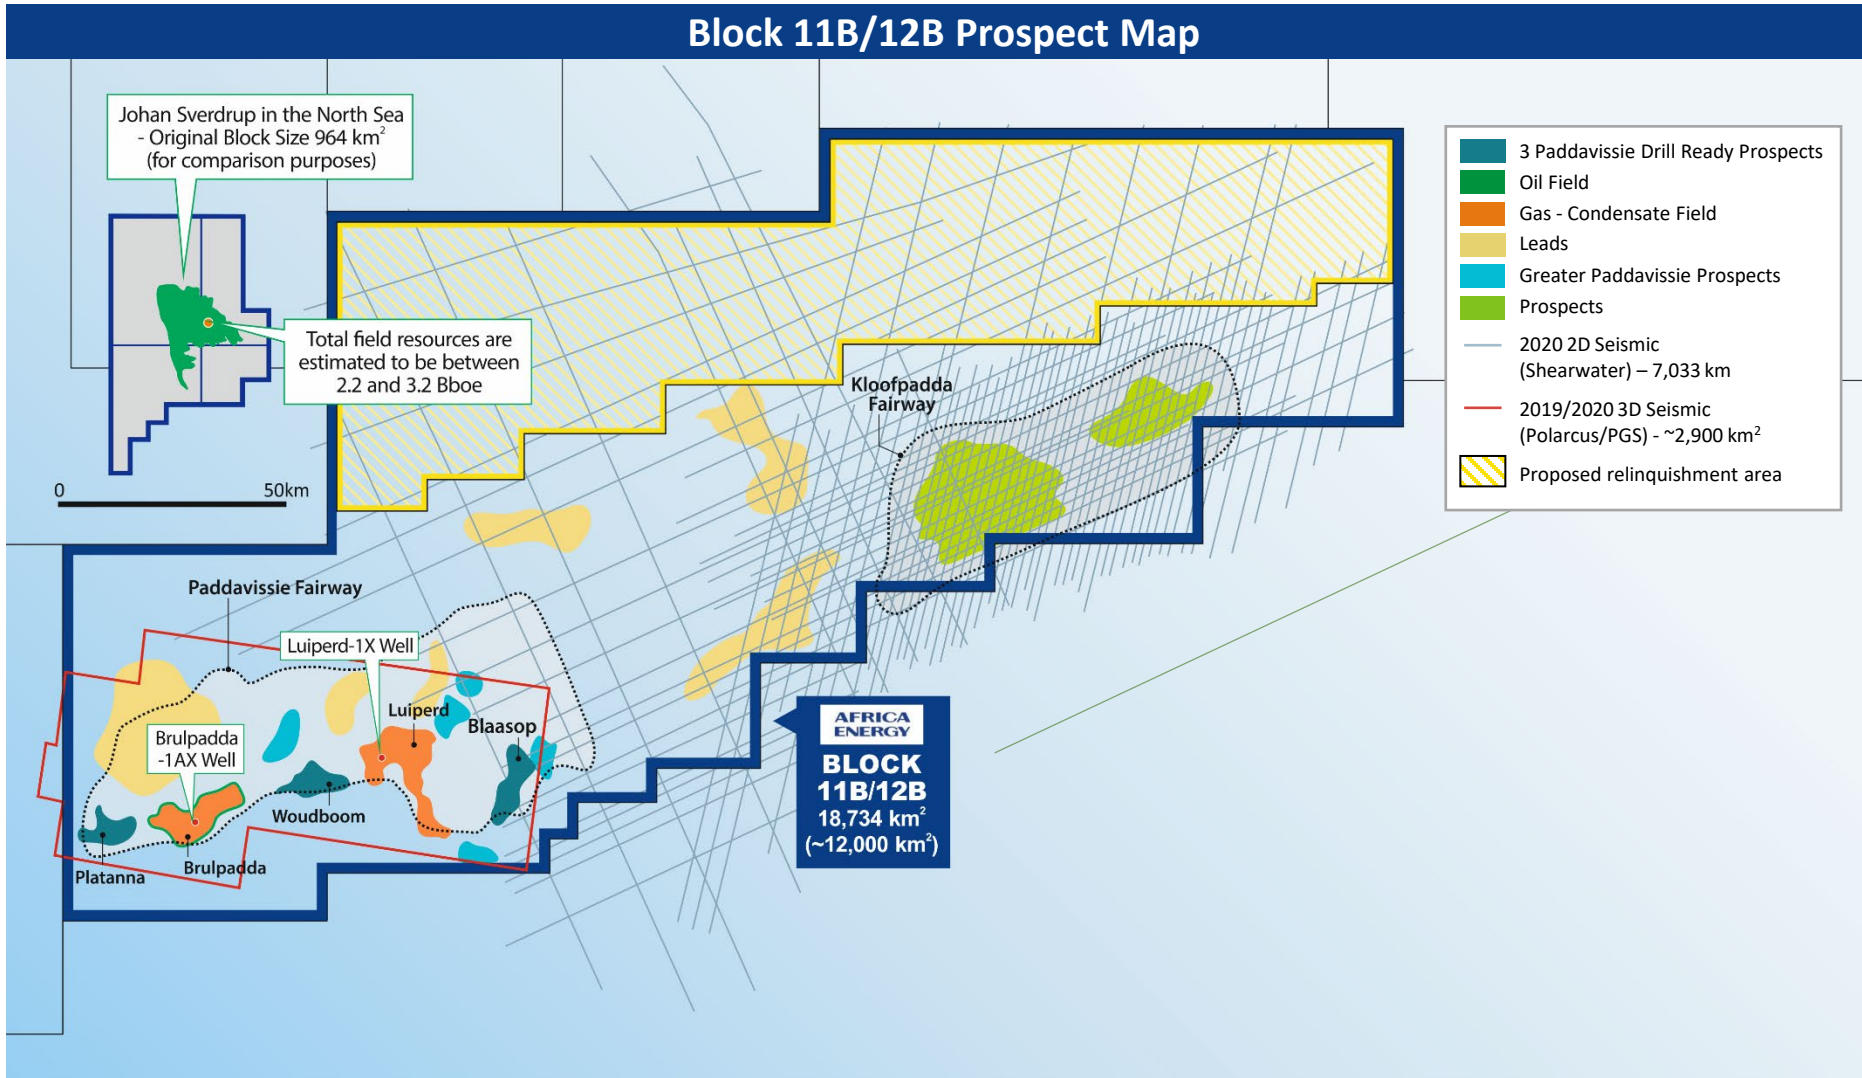 Block 11B/12B Prospect Map
Johan Sverdrup in the North Sea
- Original Block Size 964 km²
(for comparison purposes)
Total field resources are
estimated to be between
2.2 and 3.2 Bboe
0 50km
3 Paddavissie Drill Ready Prospects
Oil Field
Gas - Condensate Field
Leads
Greater Paddavissie Prospects
Prospects
2020 2D Seismic
(Shearwater) – 7,033 km
2019/2020 3D Seismic
(Polarcus/PGS) - ~2,900 km²
Proposed relinquishment area
Kloofpadda
Fairway
Paddavissie Fairway
Luiperd-1X Well
Luiperd
Blaasop
Brulpadda
-1AX Well
Woudboom
Brulpadda
Platanna
AFRICA
ENERGY
BLOCK
11B/12B
18,734 km²
(~12,000 km²)